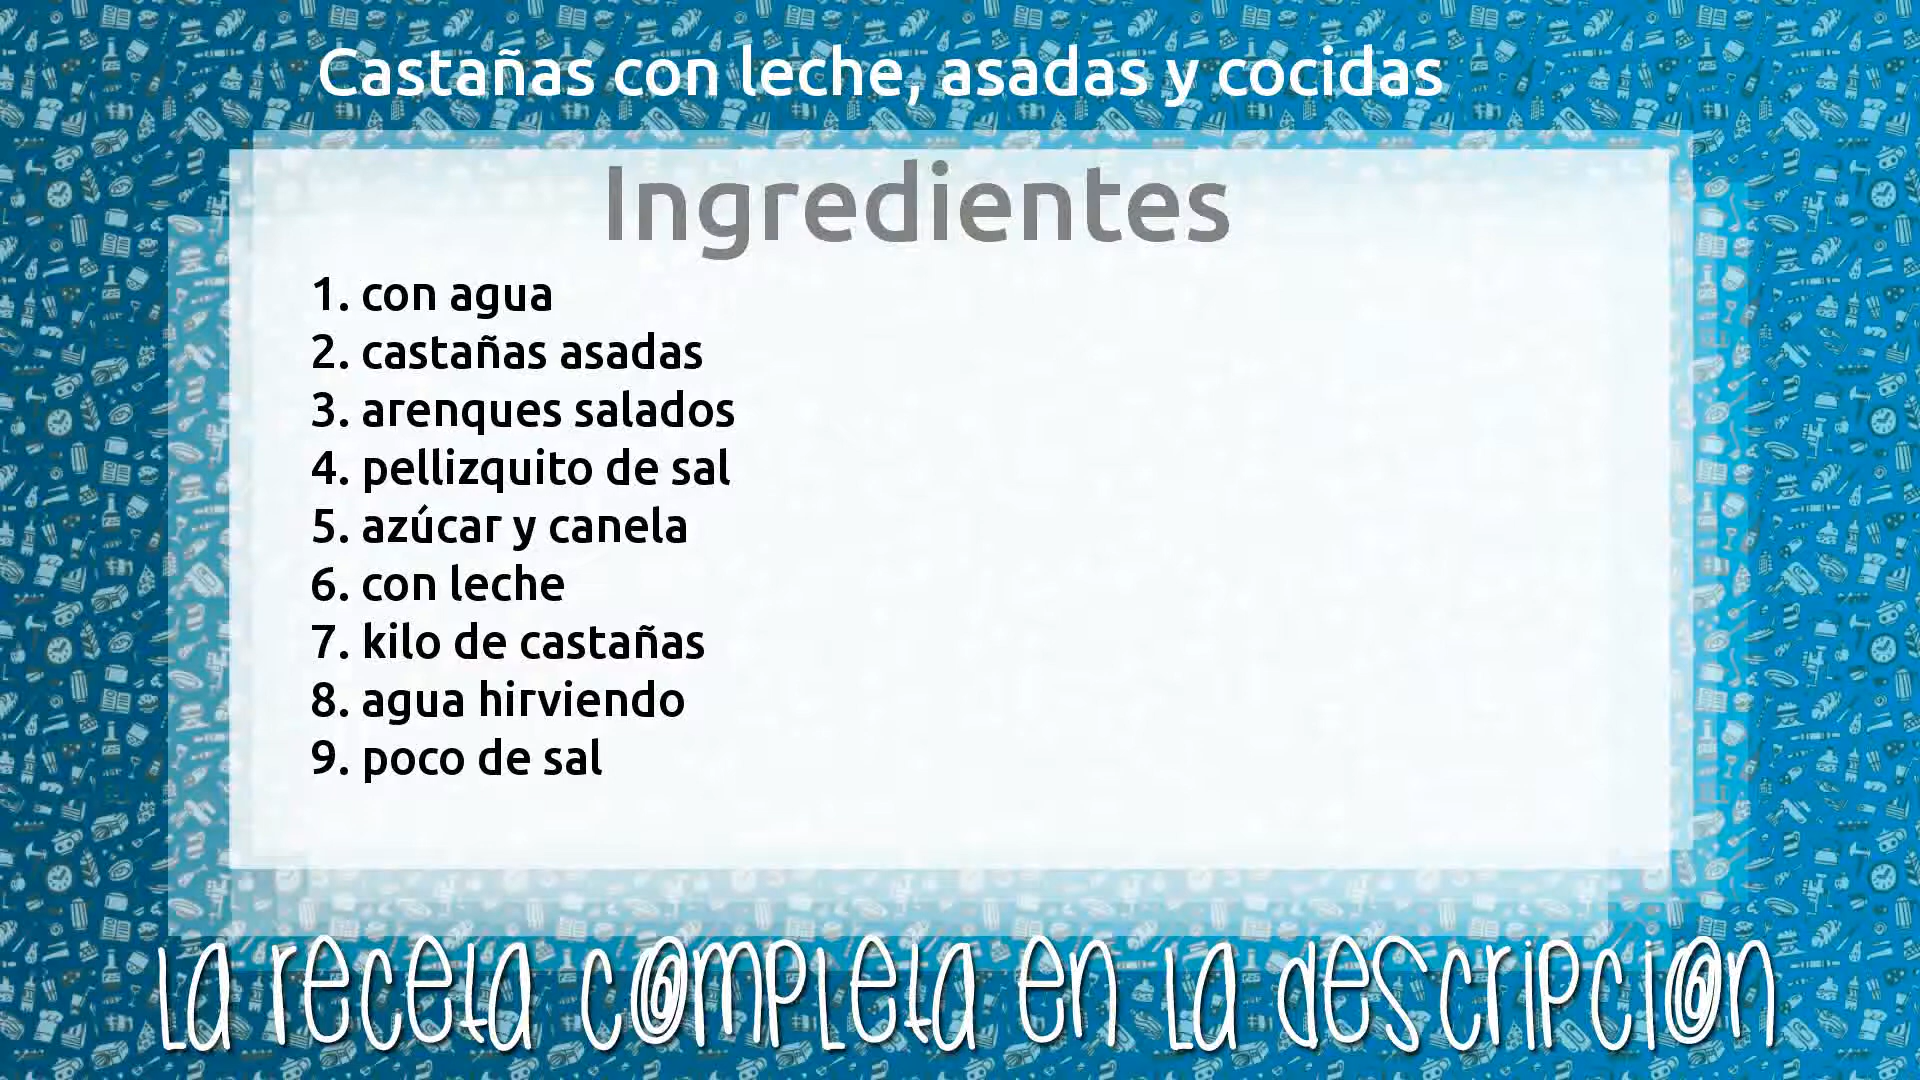 Castañas con leche, asadas y cocidas
Ingredientes
1. con agua
2. castañas asadas
3. arenques salados
4. pellizquito de sal
5. azúcar y canela
6. con leche
7. kilo de castañas
8. agua hirviendo
9. poco de sal
La receta c@mpleta en la descripci@n